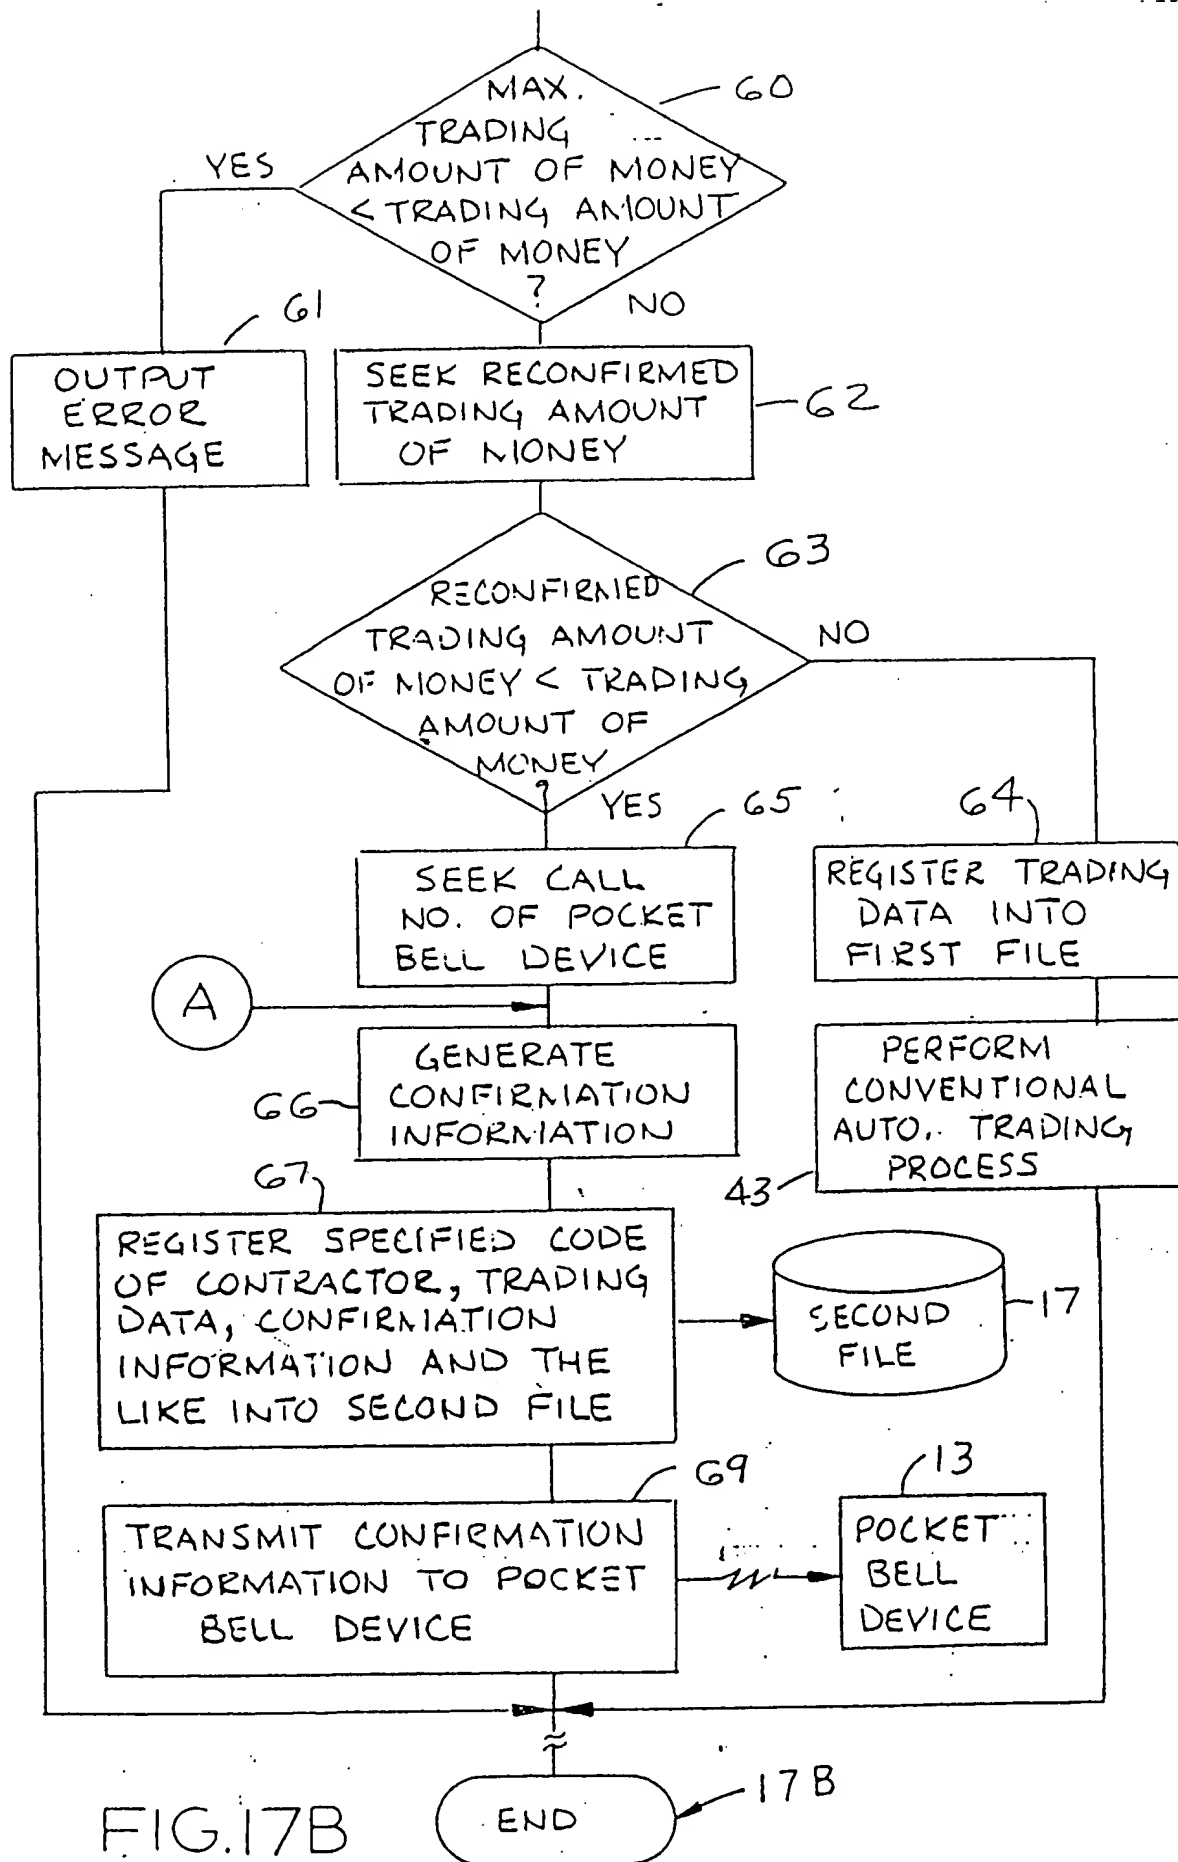 MAX.
TRADING
AMOUNT OF MONEY
< TRADING AMOUNT
OF MONEY
?
60
YES
NO
61
OUTPUT
ERROR
MESSAGE
SEEK RECONFIRMED
TRADING AMOUNT
OF MONEY
62
63
RECONFIRMED
TRADING AMOUNT
OF MONEY < TRADING
AMOUNT OF
MONEY
?
NO
YES
65
64
SEEK CALL
NO. OF POCKET
BELL DEVICE
REGISTER TRADING
DATA INTO
FIRST FILE
A
GENERATE
CONFIRMATION
INFORMATION
66
PERFORM
CONVENTIONAL
AUTO. TRADING
PROCESS
43
67
REGISTER SPECIFIED CODE
OF CONTRACTOR, TRADING
DATA, CONFIRMATION
INFORMATION AND THE
LIKE INTO SECOND FILE
SECOND
FILE
17
69
TRANSMIT CONFIRMATION
INFORMATION TO POCKET
BELL DEVICE
13
POCKET
BELL
DEVICE
END
17B
FIG.17B